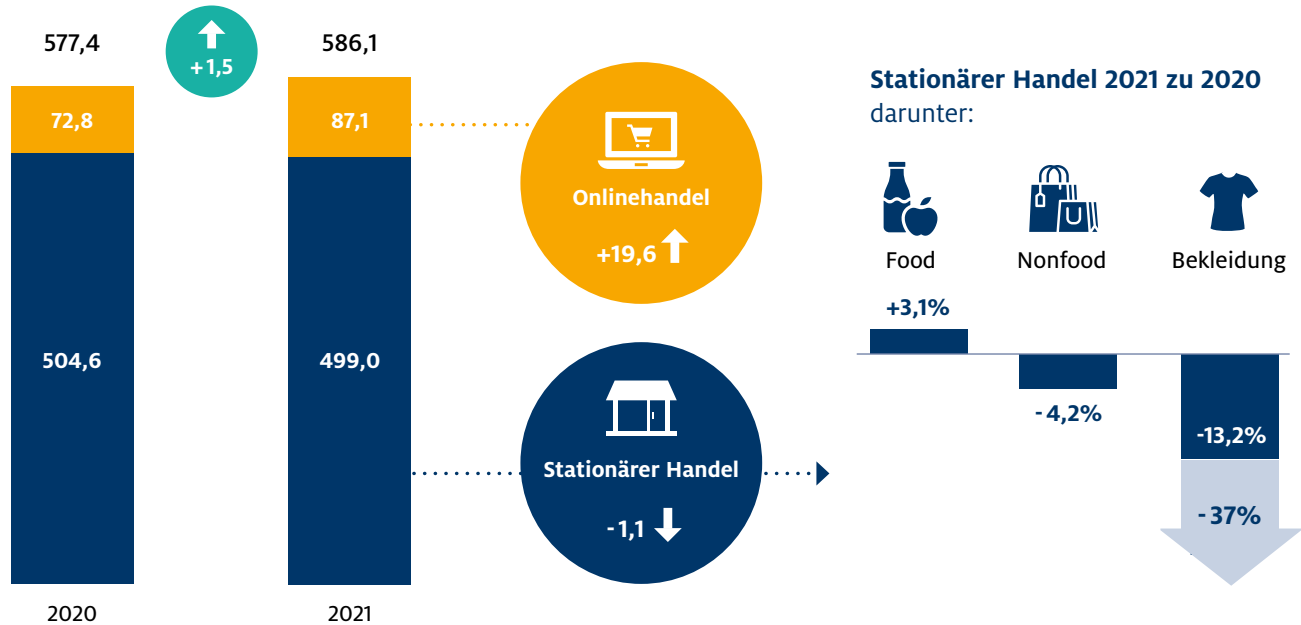 577,4
+1,5
586,1
72,8
87,1
504,6
499,0
2020
2021
Onlinehandel
+19,6
Stationärer Handel
-1,1
Stationärer Handel 2021 zu 2020
darunter:
Food
Nonfood
Bekleidung
+3,1%
-4,2%
-13,2%
-37%